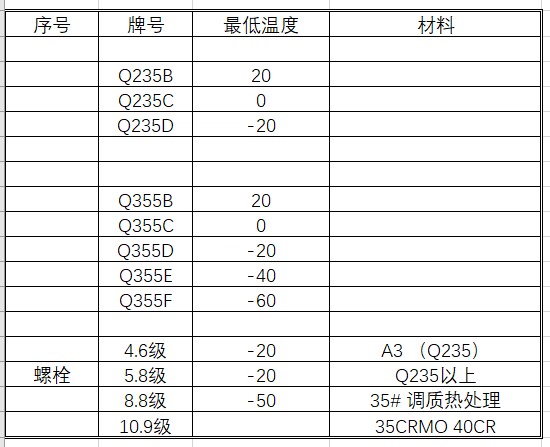 序号 牌号 最低温度 材料
Q235B 20
Q235C 0
Q235D -20
Q355B 20
Q355C 0
Q355D -20
Q355E -40
Q355F -60
4.6级 -20 A3 （Q235）
螺栓 5.8级 -20 Q235以上
8.8级 -50 35# 调质热处理
10.9级 35CRMO 40CR